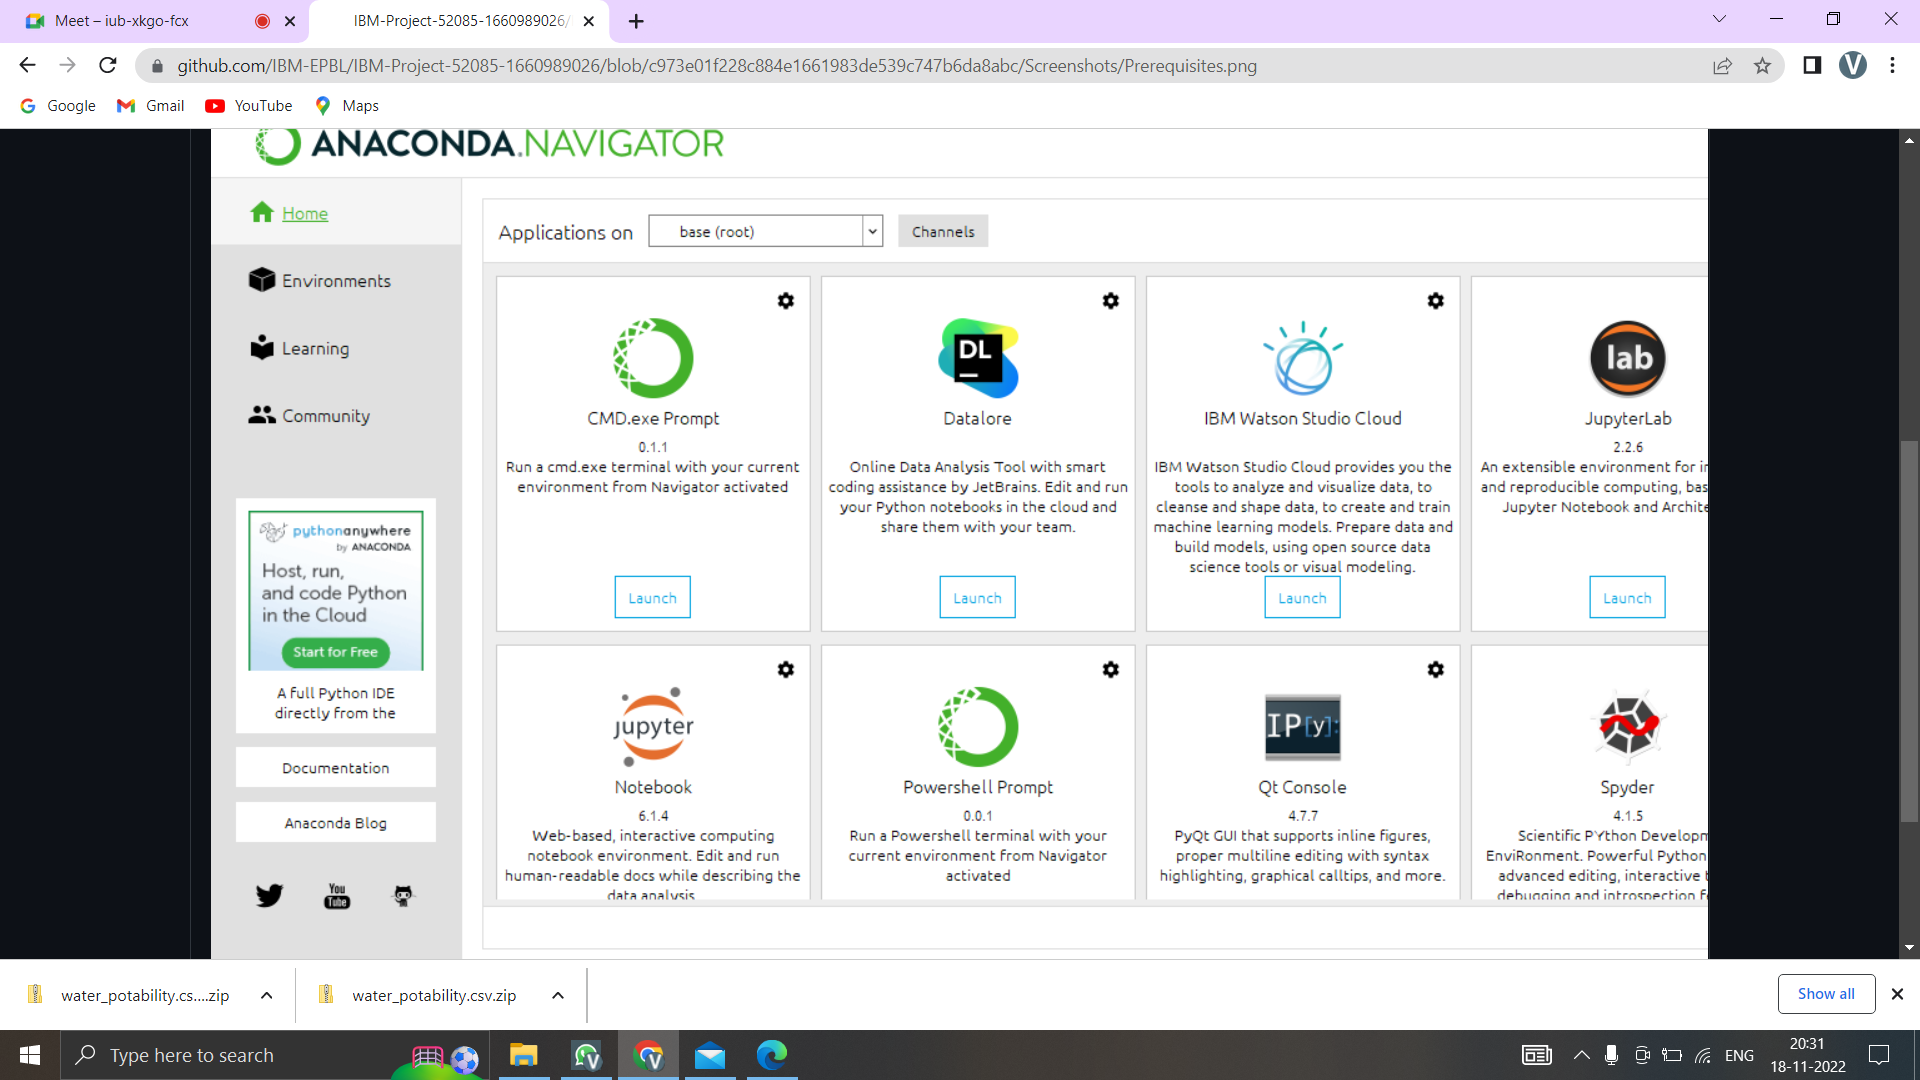 Meet – iub-xkgo-fcx
IBM-Project-52085-1660989026/
github.com/IBM-EPBL/IBM-Project-52085-1660989026/blob/c973e01f228c884e1661983de539c747b6da8abc/Screenshots/Prerequisites.png
V
Google
Gmail
YouTube
Maps
ANACONDA.NAVIGATOR
Home
Environments
Learning
Community
pythonanywhere
by ANACONDA
Host, run,
and code Python
in the Cloud
Start for Free
A full Python IDE
directly from the
Documentation
Anaconda Blog
You
Tube
Applications on
base (root)
Channels
CMD.exe Prompt
0.1.1
Run a cmd.exe terminal with your current
environment from Navigator activated
Launch
DL
Datalore
Online Data Analysis Tool with smart
coding assistance by JetBrains. Edit and run
your Python notebooks in the cloud and
share them with your team.
Launch
IBM Watson Studio Cloud
IBM Watson Studio Cloud provides you the
tools to analyze and visualize data, to
cleanse and shape data, to create and train
machine learning models. Prepare data and
build models, using open source data
science tools or visual modeling.
Launch
lab
JupyterLab
2.2.6
An extensible environment for in
and reproducible computing, bas
Jupyter Notebook and Archite
Launch
jupyter
Notebook
6.1.4
Web-based, interactive computing
notebook environment. Edit and run
human-readable docs while describing the
data analysis
Powershell Prompt
0.0.1
Run a Powershell terminal with your
current environment from Navigator
activated
IP[y]:
Qt Console
4.7.7
PyQt GUI that supports inline figures,
proper multiline editing with syntax
highlighting, graphical calltips, and more.
Spyder
4.1.5
Scientific PYthon Developm
EnviRonment. Powerful Python
advanced editing, interactive t
debugging and introspection f
water_potability.cs....zip
water_potability.csv.zip
Show all
Type here to search
V
V
ENG
20:31
18-11-2022